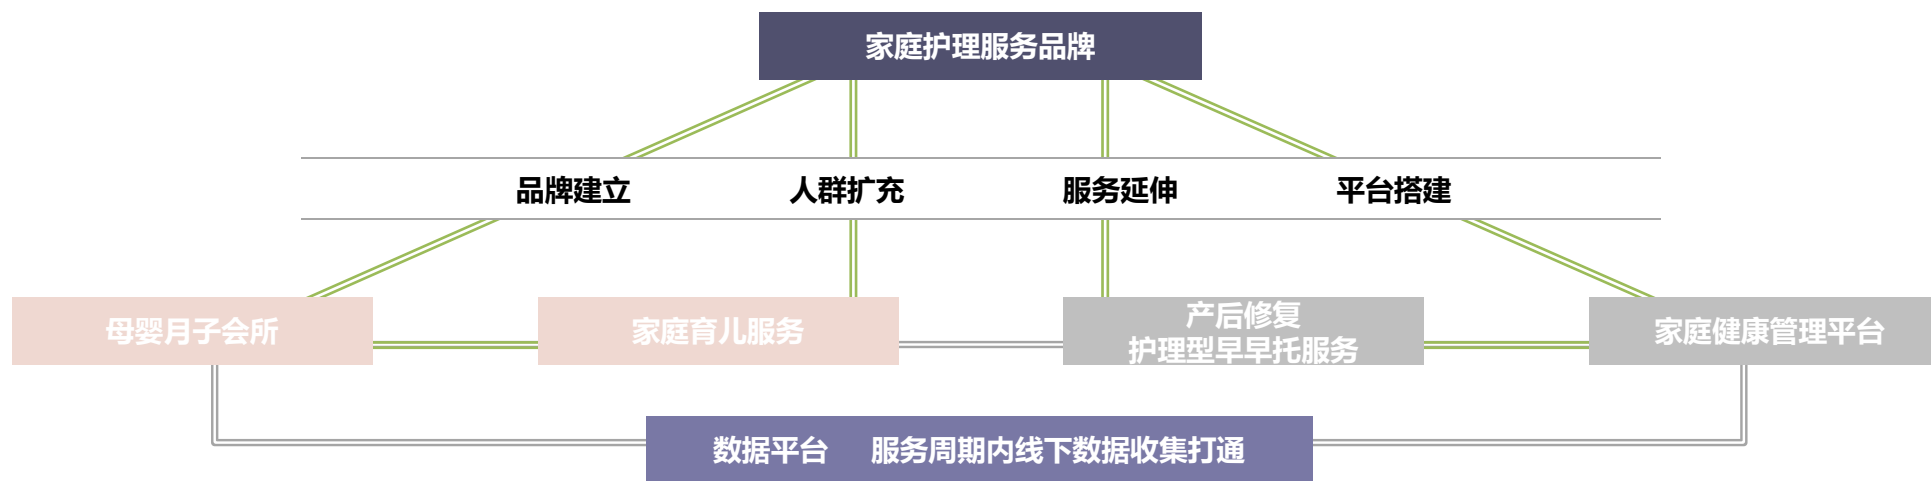 家庭护理服务品牌
品牌建立 人群扩充 服务延伸 平台搭建
母婴月子会所
家庭育儿服务
产后修复
护理型早早托服务
家庭健康管理平台
数据平台 服务周期内线下数据收集打通